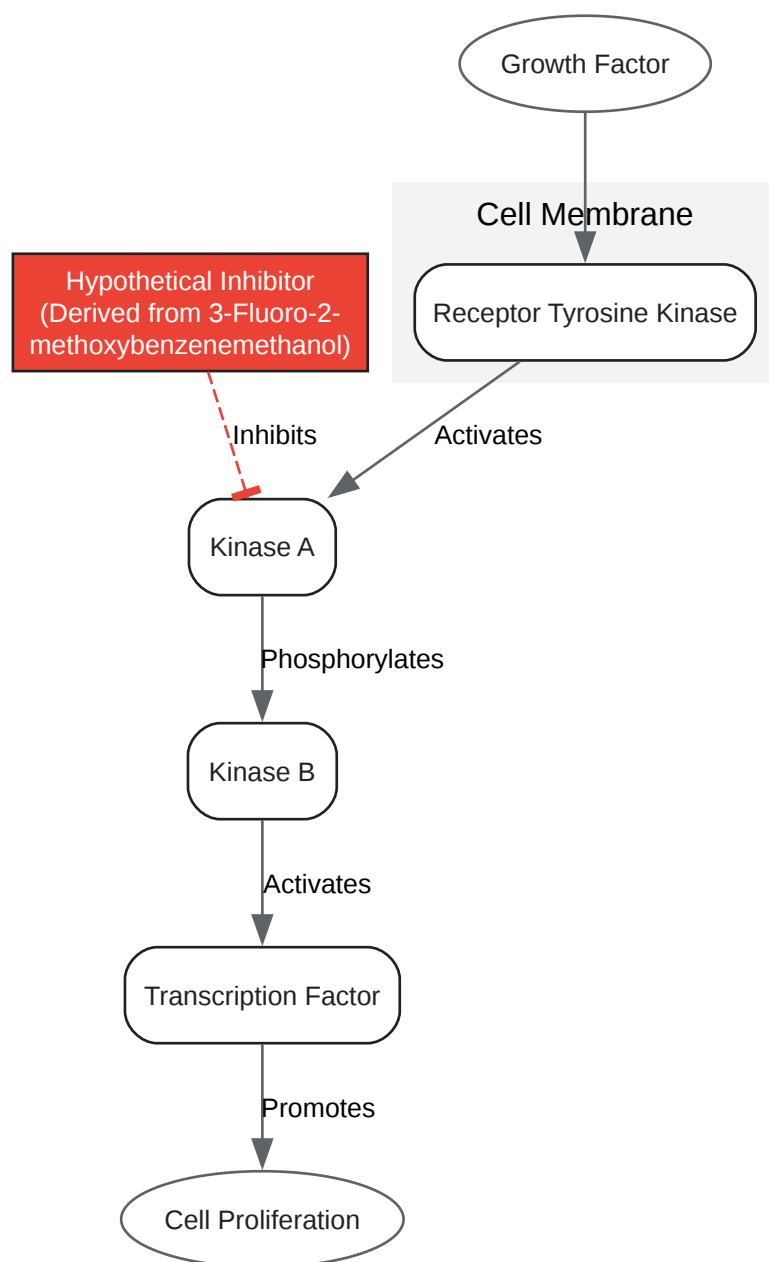 Growth Factor
Cell Membrane
Receptor Tyrosine Kinase
Hypothetical Inhibitor
(Derived from 3-Fluoro-2-
methoxybenzenemethanol)
Inhibits
Activates
Kinase A
Phosphorylates
Kinase B
Activates
Transcription Factor
Promotes
Cell Proliferation